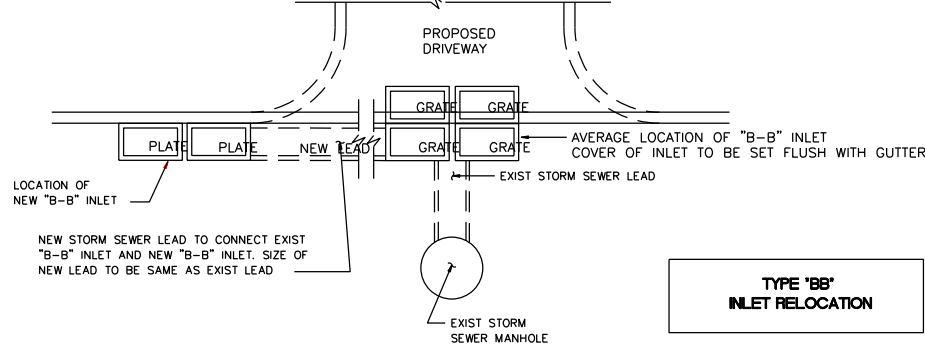 PROPOSED
DRIVEWAY
GRATE GRATE
PLATE PLATE NEW LEAD GRATE GRATE
AVERAGE LOCATION OF "B-B" INLET
COVER OF INLET TO BE SET FLUSH WITH GUTTER
EXIST STORM SEWER LEAD
LOCATION OF
NEW "B-B" INLET
NEW STORM SEWER LEAD TO CONNECT EXIST
"B-B" INLET AND NEW "B-B" INLET. SIZE OF
NEW LEAD TO BE SAME AS EXIST LEAD
TYPE "BB"
INLET RELOCATION
EXIST STORM
SEWER MANHOLE